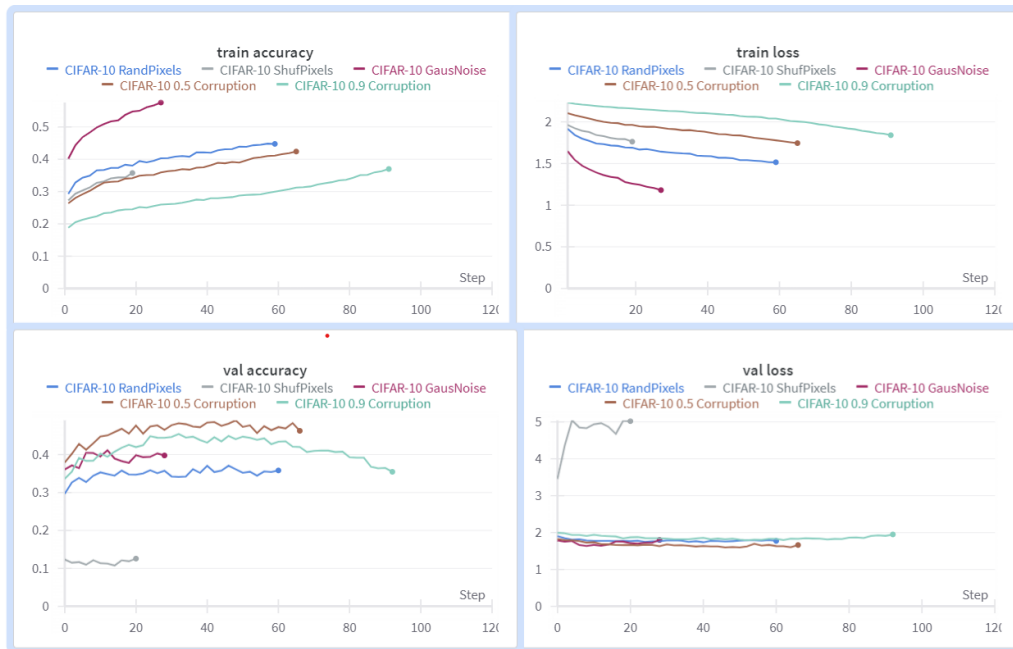 train accuracy
CIFAR-10 RandPixels CIFAR-10 ShufPixels CIFAR-10 GausNoise
CIFAR-10 0.5 Corruption CIFAR-10 0.9 Corruption
0.5
0.4
0.3
0.2
0.1
0
Step
0 20 40 60 80 100 120
train loss
CIFAR-10 RandPixels CIFAR-10 ShufPixels CIFAR-10 GausNoise
CIFAR-10 0.5 Corruption CIFAR-10 0.9 Corruption
2
1.5
1
0.5
0
Step
20 40 60 80 100 120
val accuracy
CIFAR-10 RandPixels CIFAR-10 ShufPixels CIFAR-10 GausNoise
CIFAR-10 0.5 Corruption CIFAR-10 0.9 Corruption
0.4
0.3
0.2
0.1
0
Step
0 20 40 60 80 100 120
val loss
CIFAR-10 RandPixels CIFAR-10 ShufPixels CIFAR-10 GausNoise
CIFAR-10 0.5 Corruption CIFAR-10 0.9 Corruption
5
4
3
2
1
0
Step
0 20 40 60 80 100 120